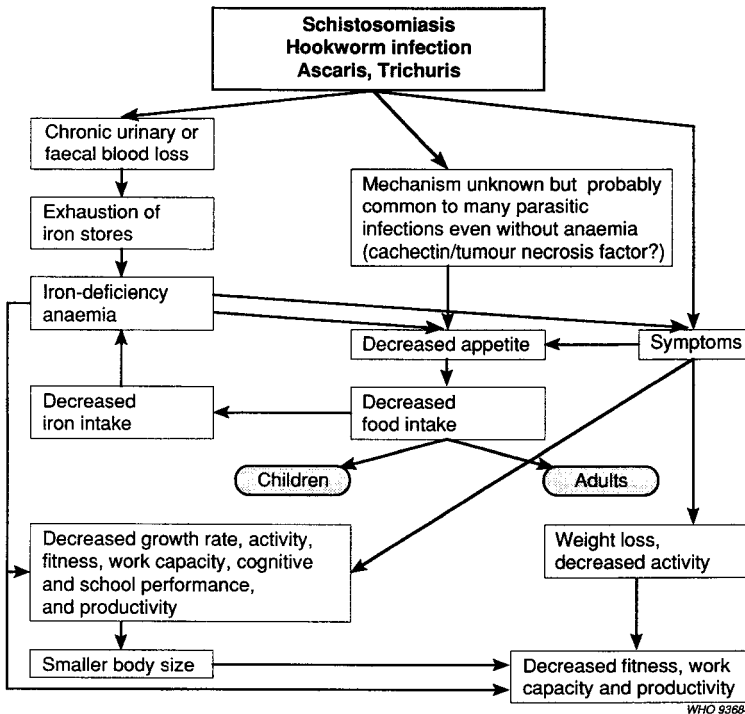 Schistosomiasis
Hookworm infection
Ascaris, Trichuris
Chronic urinary or
faecal blood loss
Mechanism unknown but probably
common to many parasitic
infections even without anaemia
(cachectin/tumour necrosis factor?)
Exhaustion of
iron stores
Iron-deficiency
anaemia
Decreased appetite
Symptoms
Decreased
iron intake
Decreased
food intake
Children
Adults
Decreased growth rate, activity,
fitness, work capacity, cognitive
and school performance,
and productivity
Weight loss,
decreased activity
Smaller body size
Decreased fitness, work
capacity and productivity
WHO 9368